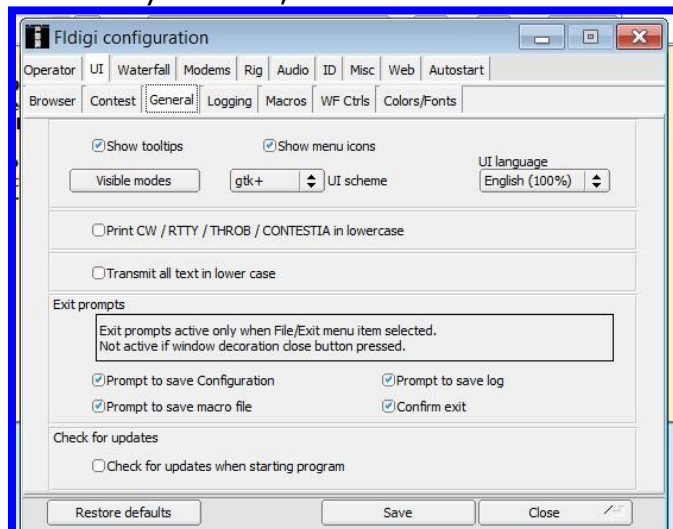 Fldigi configuration
Operator UI Waterfall Modems Rig Audio ID Misc Web Autostart
Browser Contest General Logging Macros WF Ctrls Colors/Fonts
Show tooltips Show menu icons
UI language
Visible modes gtk+ UI scheme English (100%)
Print CW / RTTY / THROB / CONTESTIA in lowercase
Transmit all text in lower case
Exit prompts
Exit prompts active only when File/Exit menu item selected.
Not active if window decoration close button pressed.
Prompt to save Configuration Prompt to save log
Prompt to save macro file Confirm exit
Check for updates
Check for updates when starting program
Restore defaults Save Close